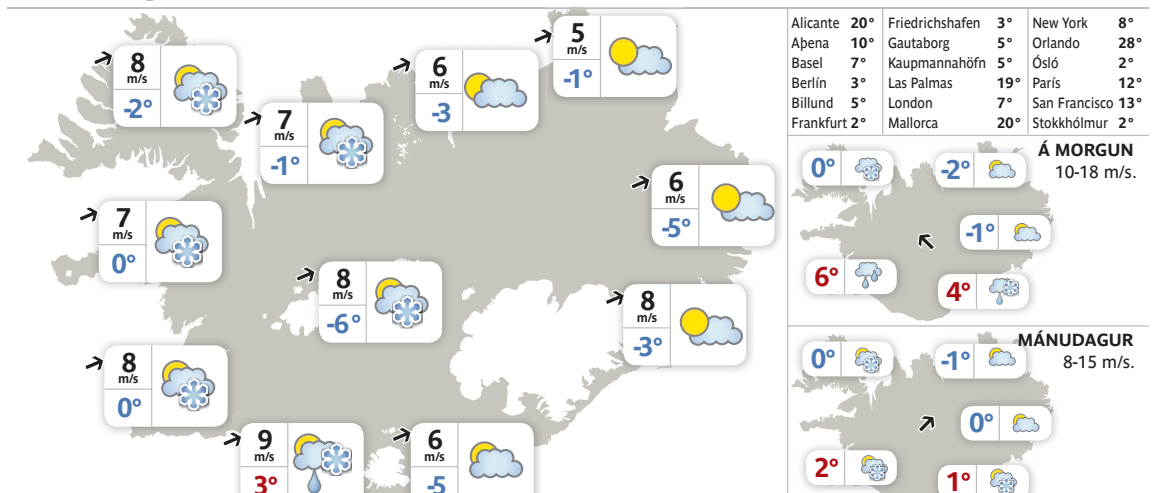 8
m/s
-2°
7
m/s
-1°
6
m/s
-3
5
m/s
-1°
7
m/s
0°
6
m/s
-5°
8
m/s
-6°
8
m/s
-3°
8
m/s
0°
9
m/s
3°
6
m/s
-5
Alicante 20°
Aþena 10°
Basel 7°
Berlín 3°
Billund 5°
Frankfurt 2°
Friedrichshafen 3°
Gautaborg 5°
Kaupmannahöfn 5°
Las Palmas 19°
London 7°
Mallorca 20°
New York 8°
Orlando 28°
Ósló 2°
París 12°
San Francisco 13°
Stokkhólmur 2°
Á MORGUN
10-18 m/s.
0°
-2°
-1°
6°
4°
MÁNUDAGUR
8-15 m/s.
0°
-1°
0°
2°
1°